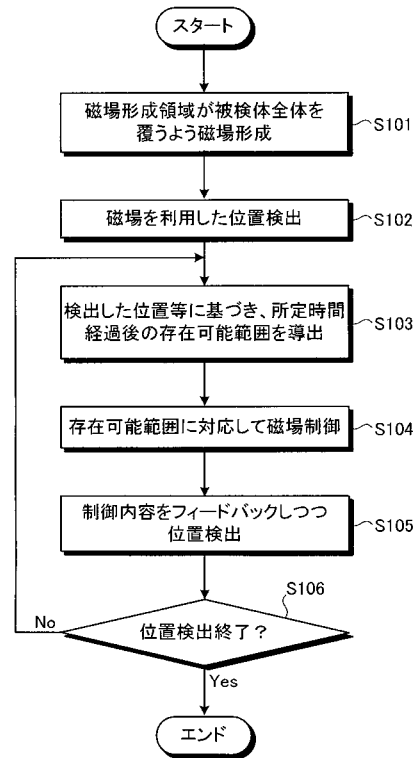 スタート
磁場形成領域が被検体全体を
覆うよう磁場形成
S101
磁場を利用した位置検出
S102
検出した位置等に基づき、所定時間
経過後の存在可能範囲を導出
S103
存在可能範囲に対応して磁場制御
S104
制御内容をフィードバックしつつ
位置検出
S105
S106
位置検出終了？
No
Yes
エンド